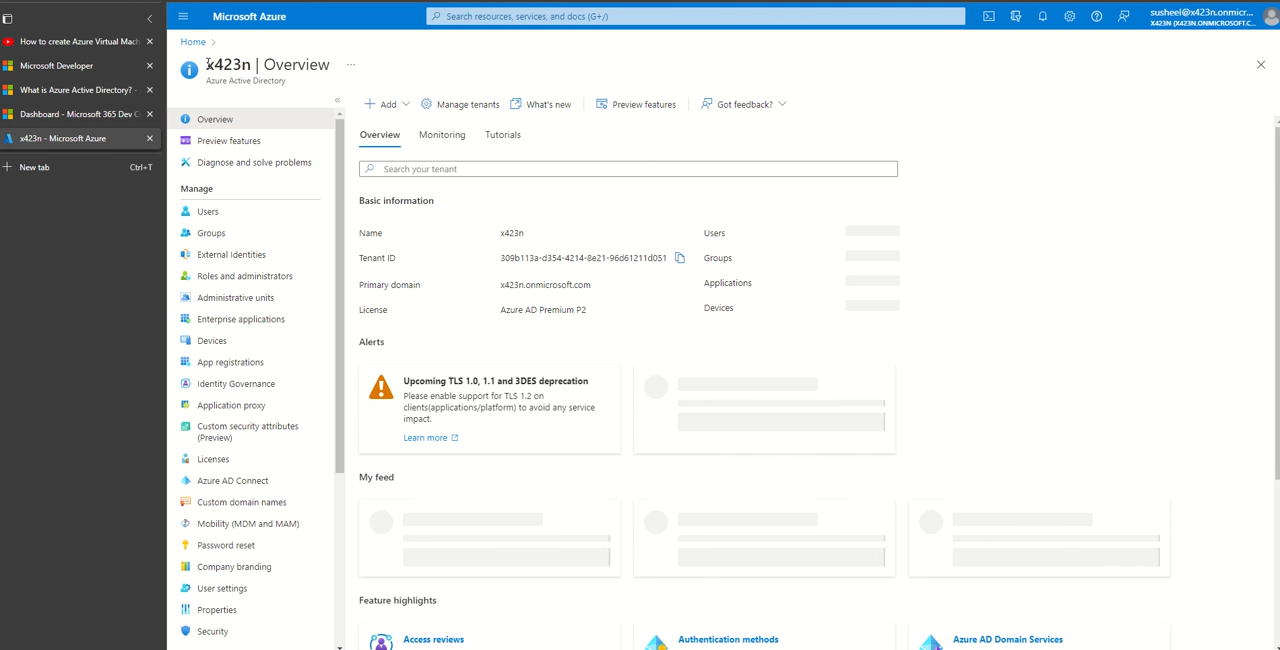 Microsoft Azure
Search resources, services, and docs (G+/)
susheel@x423n.onmicr...
X423N (X423N.ONMICROSOFT.C...
How to create Azure Virtual Mach
Microsoft Developer
What is Azure Active Directory? -
Dashboard - Microsoft 365 Dev C
x423n - Microsoft Azure
New tab
Ctrl+T
Home
x423n | Overview
...
Azure Active Directory
Overview
Preview features
Diagnose and solve problems
Manage
Users
Groups
External Identities
Roles and administrators
Administrative units
Enterprise applications
Devices
App registrations
Identity Governance
Application proxy
Custom security attributes
(Preview)
Licenses
Azure AD Connect
Custom domain names
Mobility (MDM and MAM)
Password reset
Company branding
User settings
Properties
Security
Add
Manage tenants
What's new
Preview features
Got feedback?
Overview
Monitoring
Tutorials
Search your tenant
Basic information
Name
x423n
Users
Tenant ID
309b113a-d354-4214-8e21-96d61211d051
Groups
Primary domain
x423n.onmicrosoft.com
Applications
License
Azure AD Premium P2
Devices
Alerts
Upcoming TLS 1.0, 1.1 and 3DES deprecation
Please enable support for TLS 1.2 on
clients(applications/platform) to avoid any service
impact.
Learn more
My feed
Feature highlights
Access reviews
Authentication methods
Azure AD Domain Services